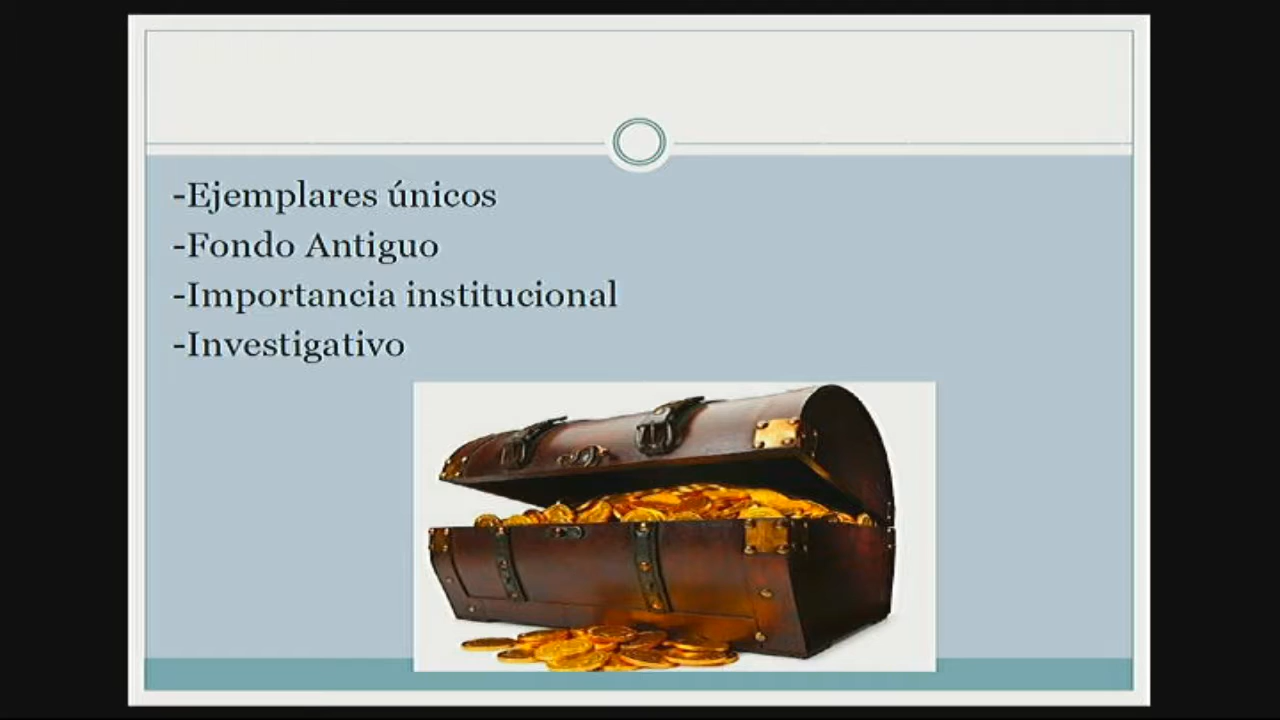 -Ejemplares únicos
-Fondo Antiguo
-Importancia institucional
-Investigativo